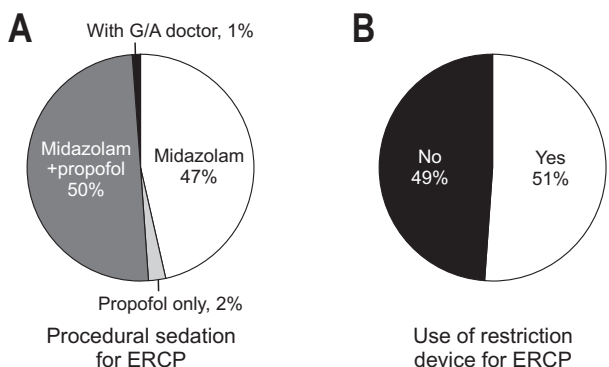 A
With G/A doctor, 1%
Midazolam
+propofol
50%
Midazolam
47%
Propofol only, 2%
Procedural sedation
for ERCP
B
No
49%
Yes
51%
Use of restriction
device for ERCP